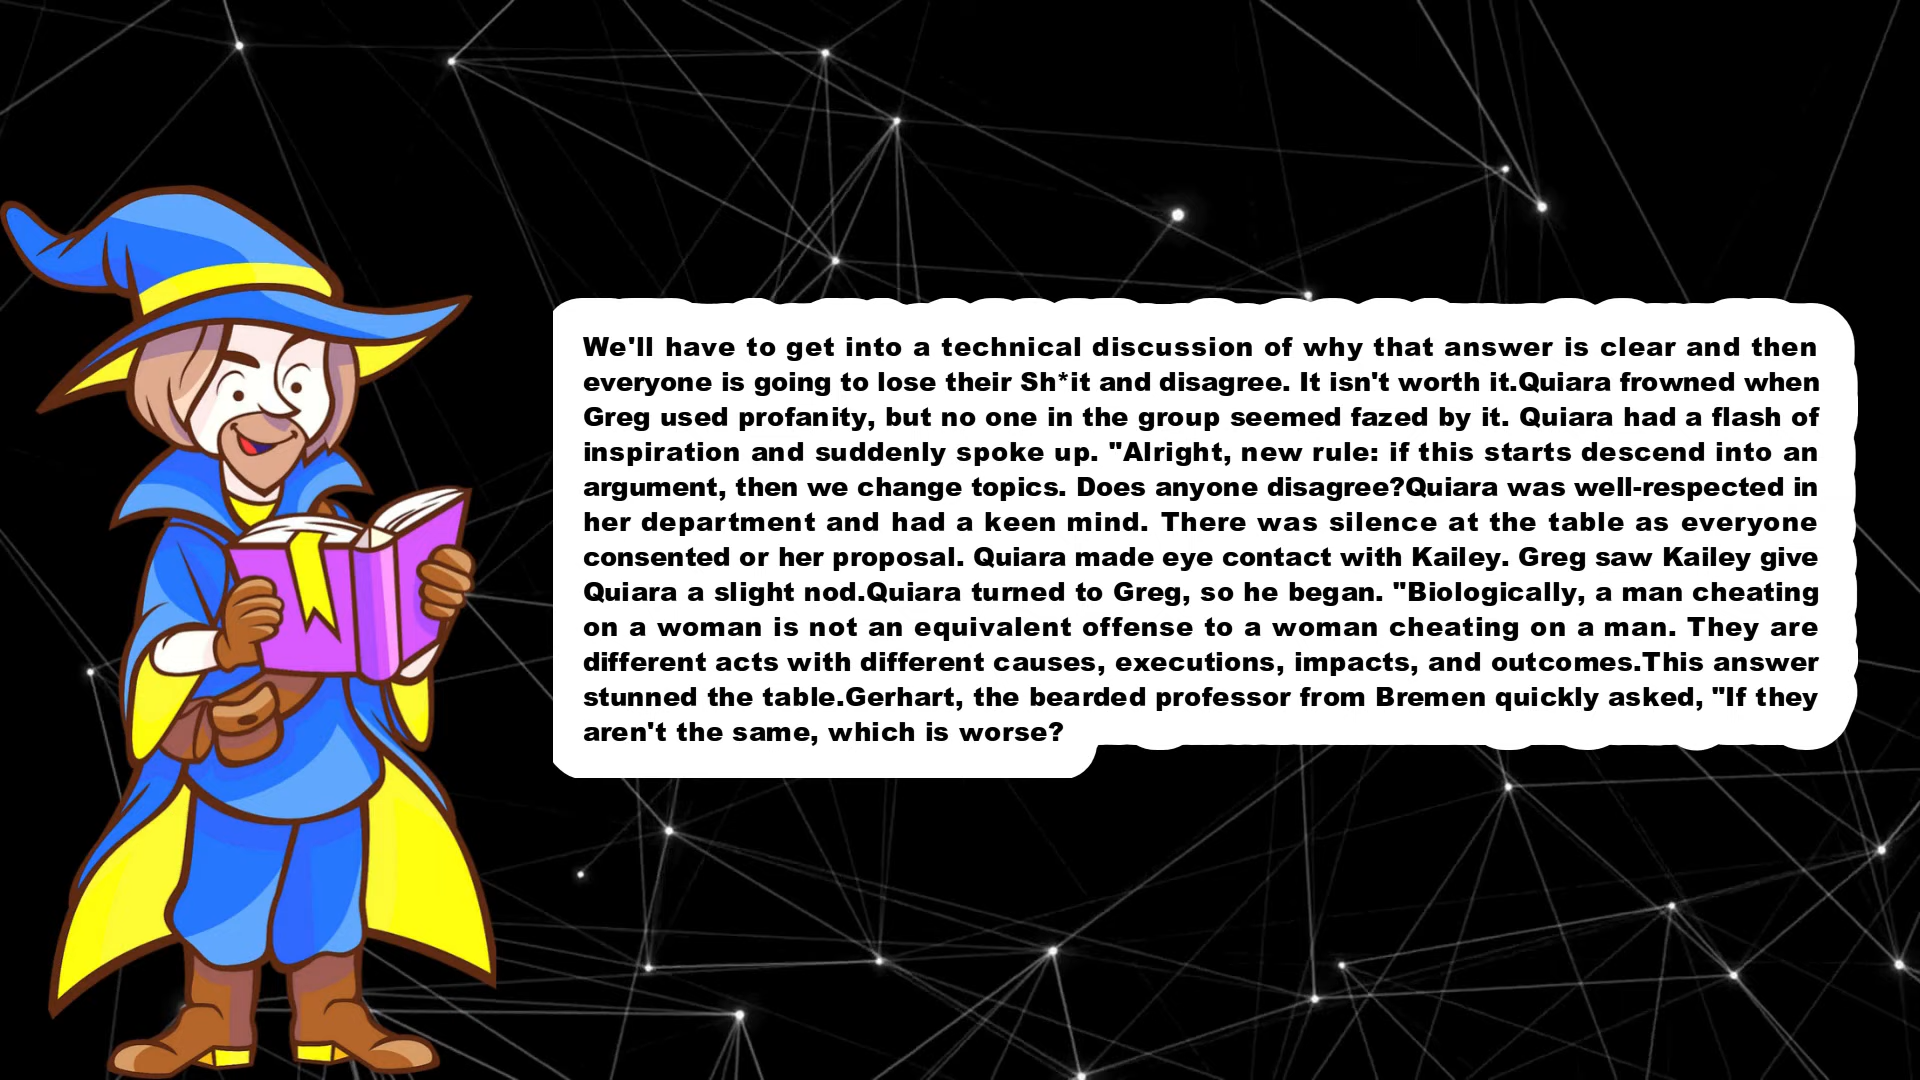 We'll have to get into a technical discussion of why that answer is clear and then
everyone is going to lose their Sh*it and disagree. It isn't worth it.Quiara frowned when
Greg used profanity, but no one in the group seemed fazed by it. Quiara had a flash of
inspiration and suddenly spoke up. "Alright, new rule: if this starts descend into an
argument, then we change topics. Does anyone disagree?Quiara was well-respected in
her department and had a keen mind. There was silence at the table as everyone
consented or her proposal. Quiara made eye contact with Kailey. Greg saw Kailey give
Quiara a slight nod.Quiara turned to Greg, so he began. "Biologically, a man cheating
on a woman is not an equivalent offense to a woman cheating on a man. They are
different acts with different causes, executions, impacts, and outcomes.This answer
stunned the table.Gerhart, the bearded professor from Bremen quickly asked, "If they
aren't the same, which is worse?